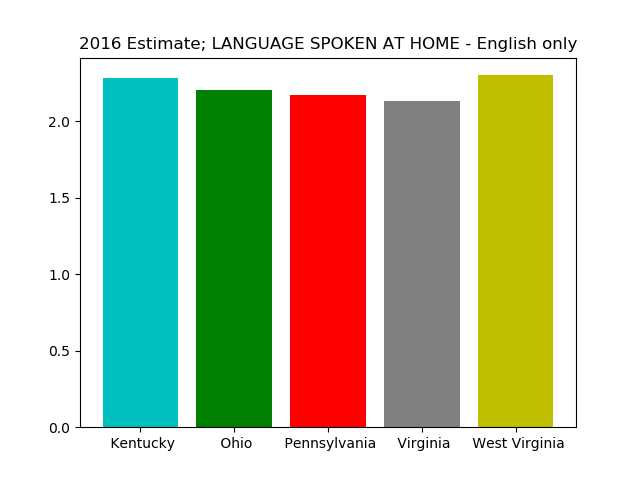 2016 Estimate; LANGUAGE SPOKEN AT HOME - English only
2.0
1.5
1.0
0.5
0.0
Kentucky Ohio Pennsylvania Virginia West Virginia